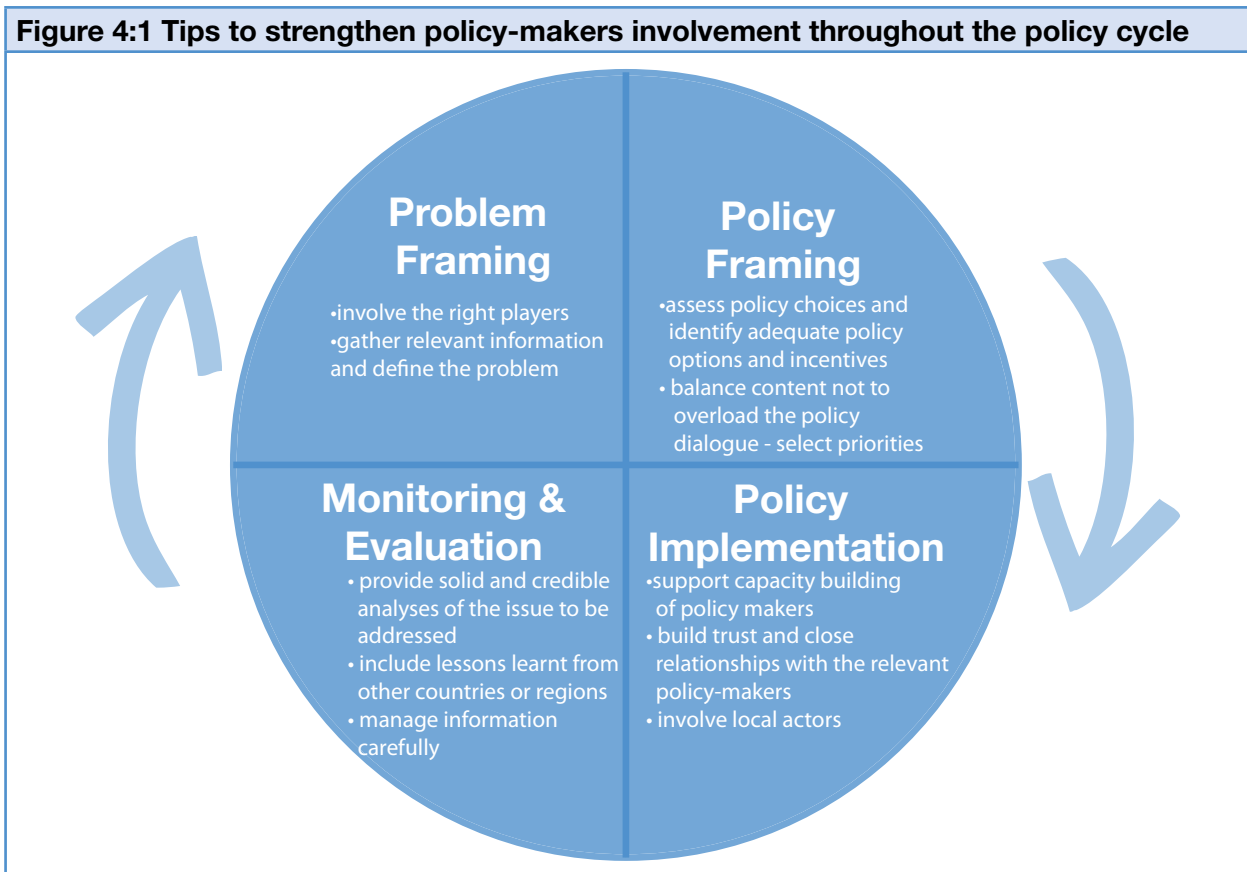 Figure 4:1 Tips to strengthen policy-makers involvement throughout the policy cycle
Problem
Framing
•involve the right players
•gather relevant information
and define the problem
Policy
Framing
•assess policy choices and
identify adequate policy
options and incentives
• balance content not to
overload the policy
dialogue - select priorities
Monitoring &
Evaluation
• provide solid and credible
analyses of the issue to be
addressed
• include lessons learnt from
other countries or regions
• manage information
carefully
Policy
Implementation
•support capacity building
of policy makers
• build trust and close
relationships with the relevant
policy-makers
• involve local actors